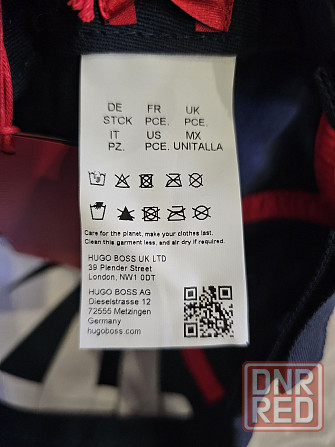 DE FR UK
STCK PCE. PCE.
IT US MX
PZ. PCE. UNITALLA
Care for the planet, make your clothes last.
Clean this garment less, and air dry if required.
HUGO BOSS UK LTD
39 Plender Street
London, NW1 0DT
HUGO BOSS AG
Dieselstrasse 12
72555 Metzingen
Germany
hugoboss.com
DNR
RED